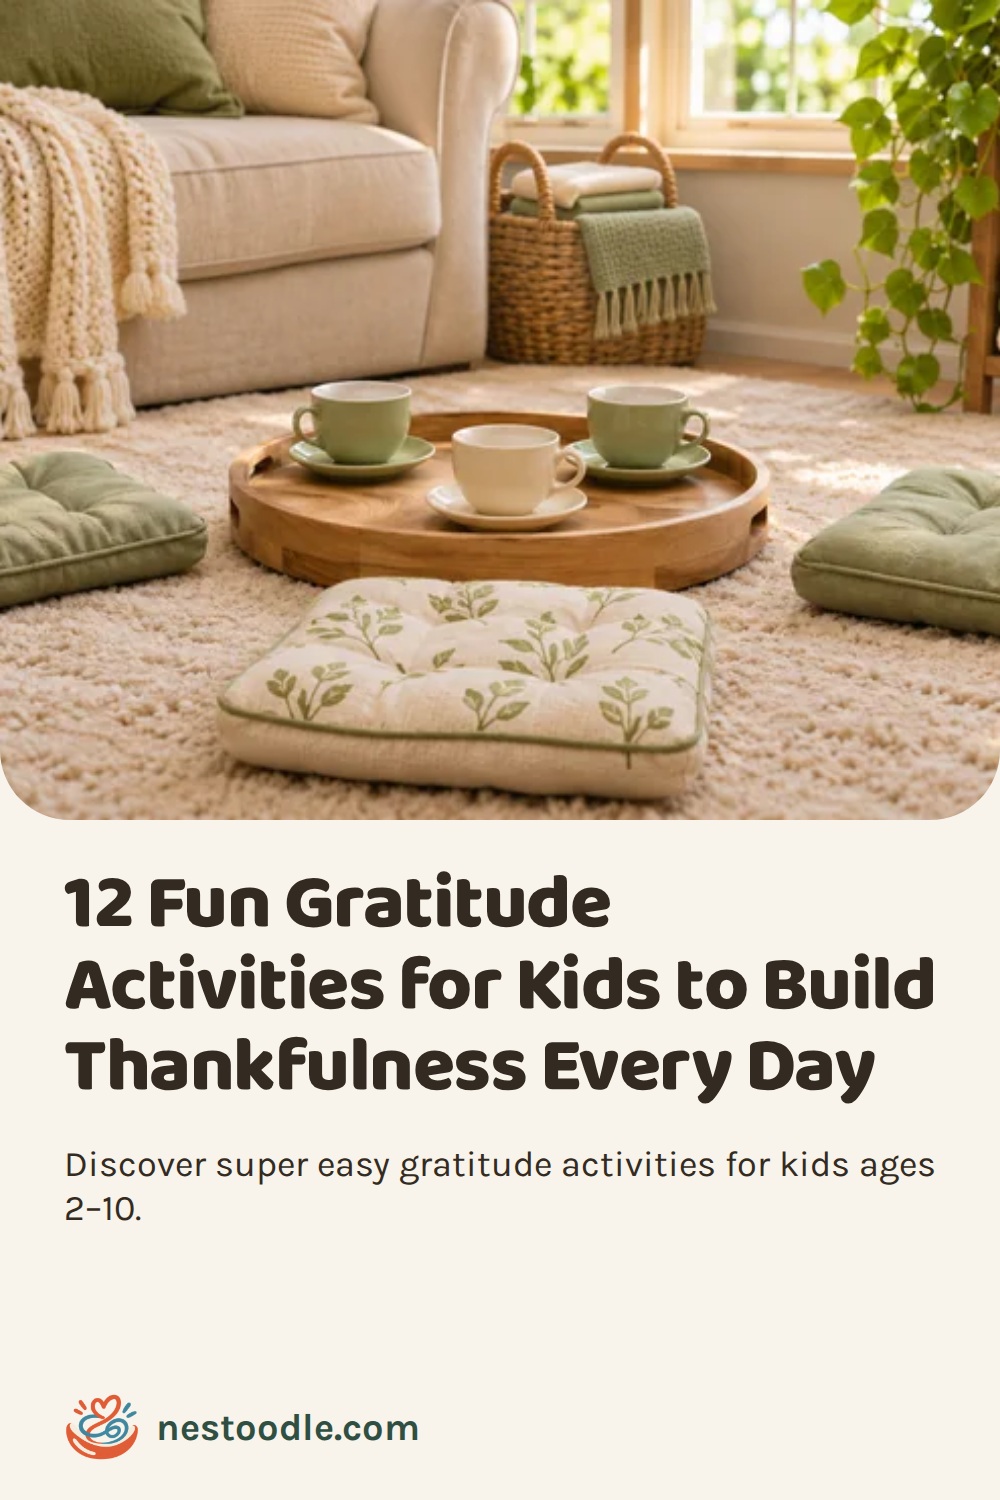 12 Fun Gratitude
Activities for Kids to Build
Thankfulness Every Day
Discover super easy gratitude activities for kids ages
2–10.
nestoodle.com